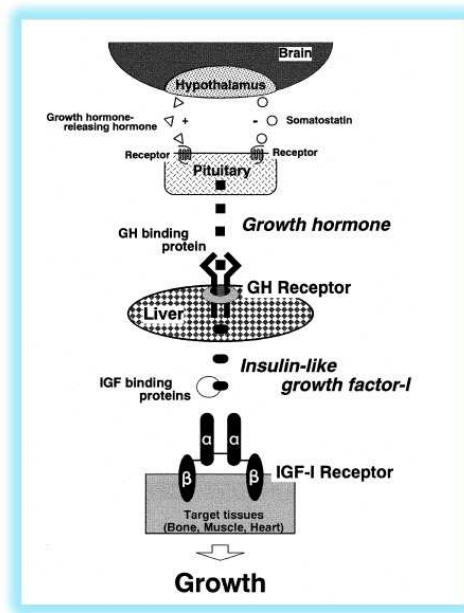 Brain
Hypothalamus
Growth hormone-
releasing hormone
+
-
Somatostatin
Receptor
Receptor
Pituitary
Growth hormone
GH binding
protein
GH Receptor
Liver
Insulin-like
growth factor-I
IGF binding
proteins
α α
β β
IGF-I Receptor
Target tissues
(Bone, Muscle, Heart)
Growth